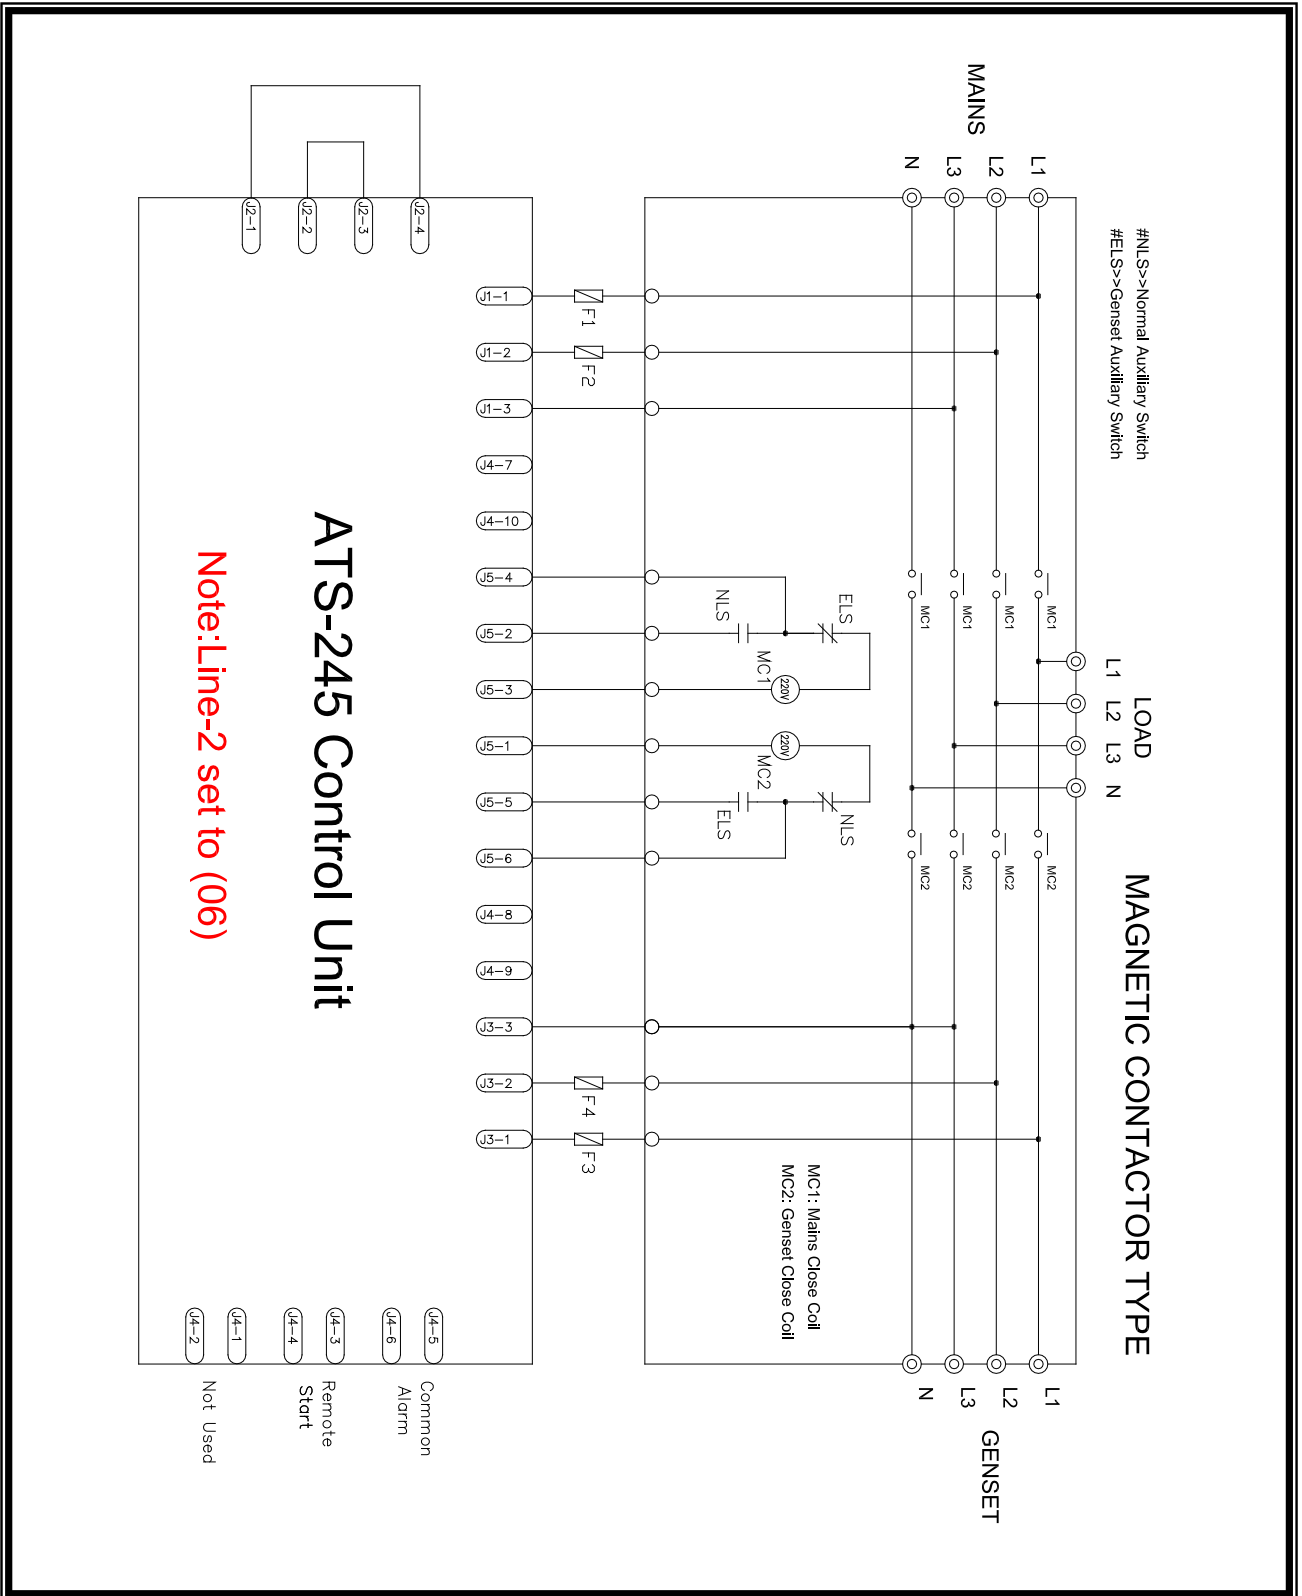 MAGNETIC CONTACTOR TYPE
#NLS>>Normal Auxiliary Switch
#ELS>>Genset Auxiliary Switch
LOAD
L1 L2 L3 N
MAINS
L1
L2
L3
N
MC1
MC1
MC1
MC1
MC2
MC2
MC2
MC2
GENSET
L1
L2
L3
N
MC1: Mains Close Coil
MC2: Genset Close Coil
ELS
NLS
MC1
220V
220V
MC2
NLS
ELS
F1
F2
F4
F3
J1-1
J1-2
J1-3
J4-7
J4-10
J5-4
J5-2
J5-3
J5-1
J5-5
J5-6
J4-8
J4-9
J3-3
J3-2
J3-1
J2-4
J2-3
J2-2
J2-1
ATS-245 Control Unit
Note:Line-2 set to (06)
J4-5
J4-6
J4-3
J4-4
J4-1
J4-2
Common
Alarm
Remote
Start
Not Used